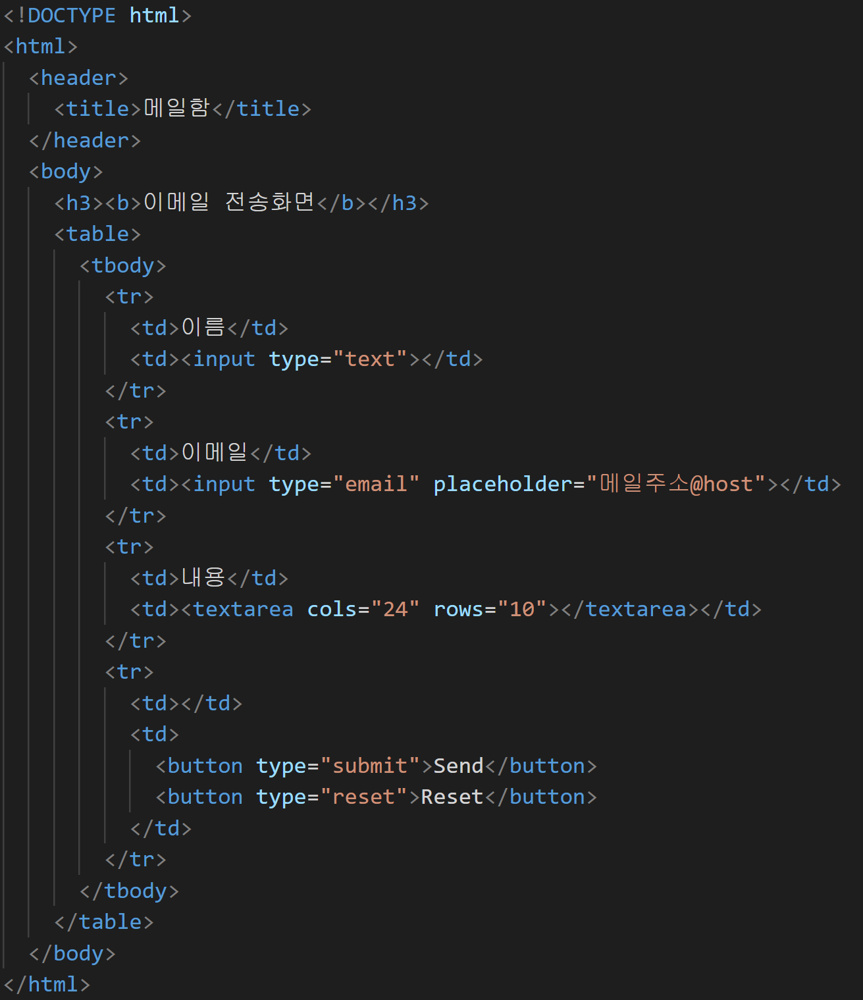 <!DOCTYPE html>
<html>
  <header>
    <title>메일함</title>
  </header>
  <body>
    <h3><b>이메일 전송화면</b></h3>
    <table>
      <tbody>
        <tr>
          <td>이름</td>
          <td><input type="text"></td>
        </tr>
        <tr>
          <td>이메일</td>
          <td><input type="email" placeholder="메일주소@host"></td>
        </tr>
        <tr>
          <td>내용</td>
          <td><textarea cols="24" rows="10"></textarea></td>
        </tr>
        <tr>
          <td></td>
          <td>
            <button type="submit">Send</button>
            <button type="reset">Reset</button>
          </td>
        </tr>
      </tbody>
    </table>
  </body>
</html>